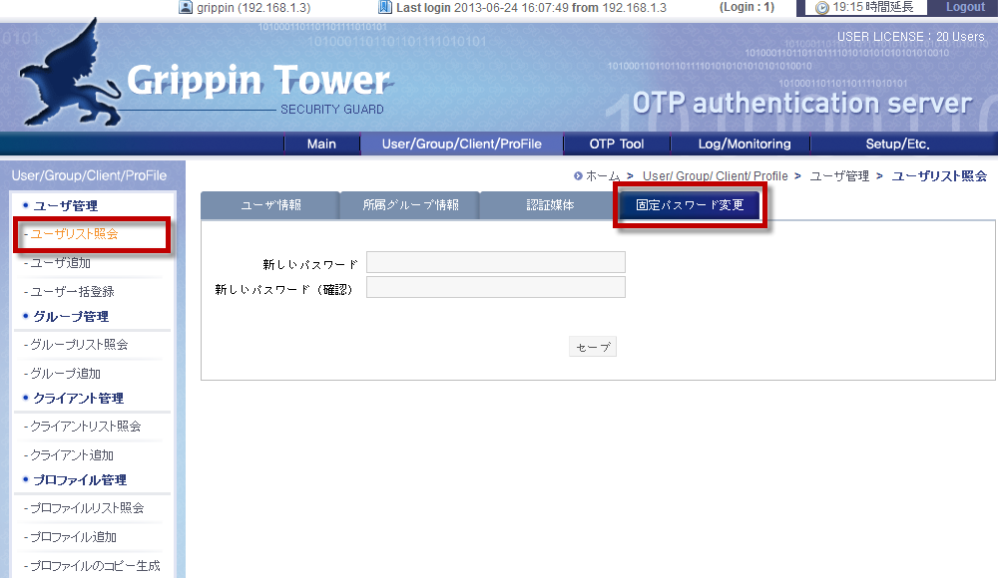 grippin (192.168.1.3)
Last login 2013-06-24 16:07:49 from 192.168.1.3
(Login : 1)
19:15 時間延長
Logout
USER LICENSE : 20 Users
Grippin Tower
SECURITY GUARD
OTP authentication server
Main
User/Group/Client/ProFile
OTP Tool
Log/Monitoring
Setup/Etc.
User/Group/Client/ProFile
ホーム > User/ Group/ Client/ Profile > ユーザ管理 > ユーザリスト照会
・ユーザ管理
-ユーザリスト照会
-ユーザ追加
-ユーザー括登録
・グループ管理
-グループリスト照会
-グループ追加
・クライアント管理
-クライアントリスト照会
-クライアント追加
・プロファイル管理
-プロファイルリスト照会
-プロファイル追加
-プロファイルのコピー生成
ユーザ情報
所属グループ情報
認証媒体
固定パスワード変更
新しいパスワード
新しいパスワード（確認）
セーブ